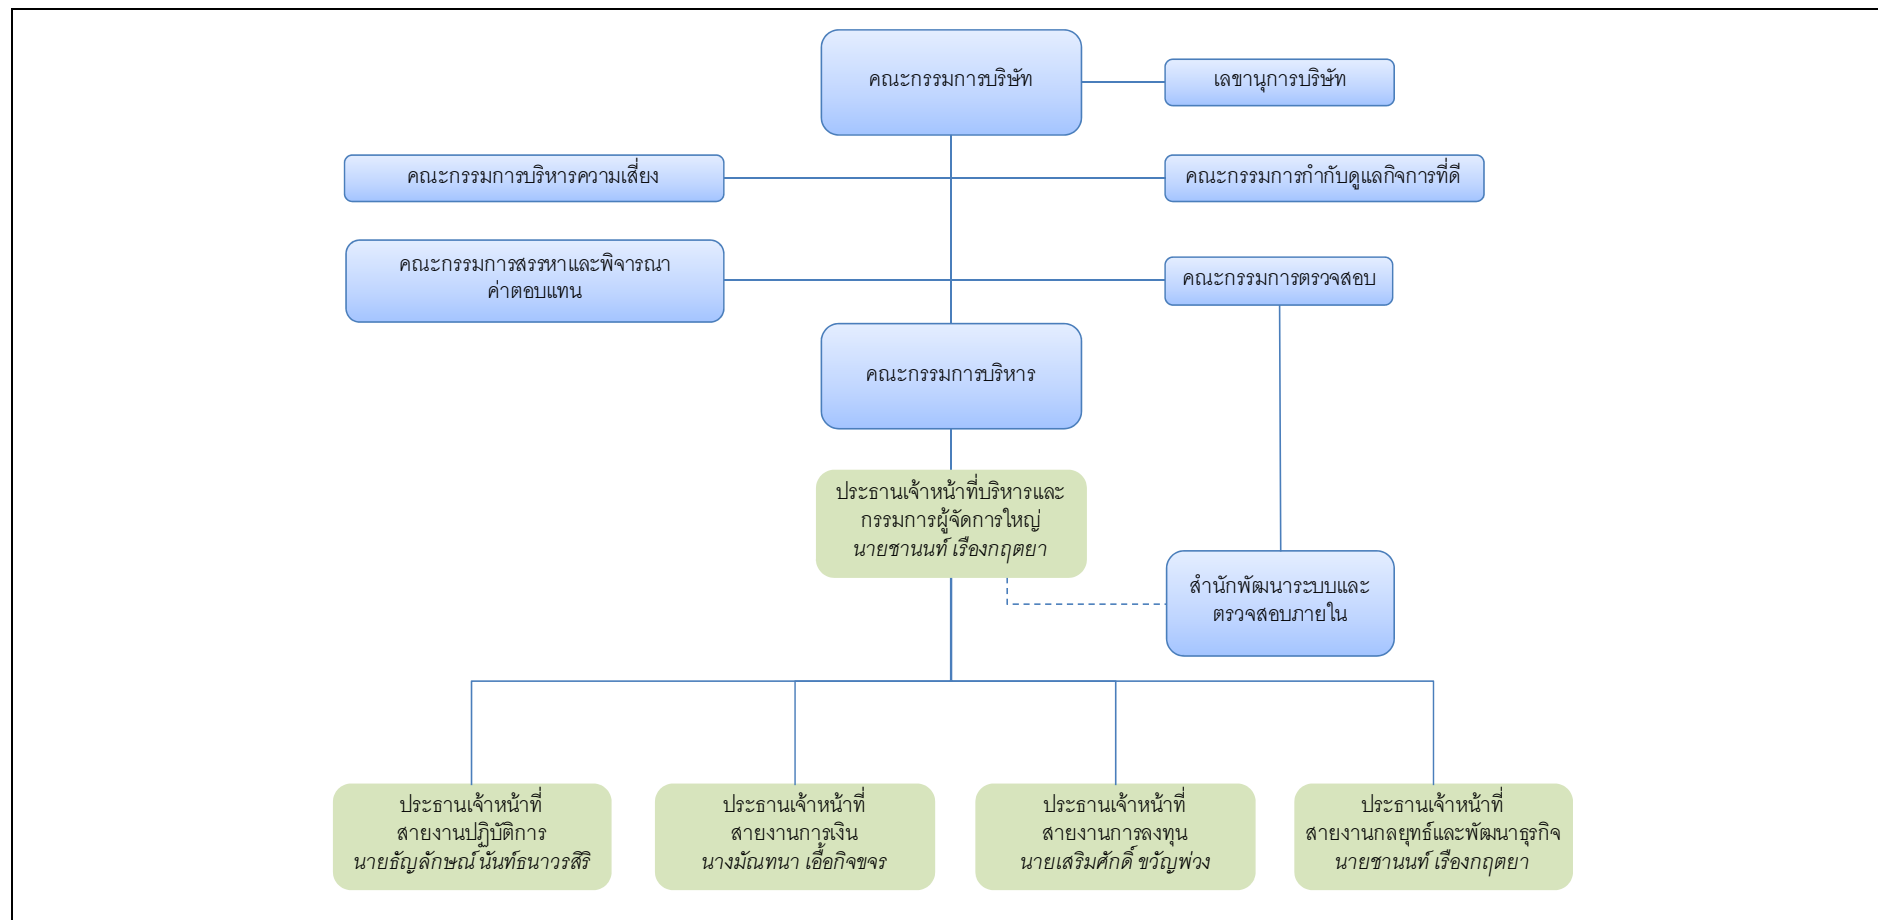 คณะกรรมการบริษัท
เลขานุการบริษัท
คณะกรรมการบริหารความเสี่ยง
คณะกรรมการกำกับดูแลกิจการที่ดี
คณะกรรมการสรรหาและพิจารณา
ค่าตอบแทน
คณะกรรมการตรวจสอบ
คณะกรรมการบริหาร
ประธานเจ้าหน้าที่บริหารและ
กรรมการผู้จัดการใหญ่
นายชานนท์ เรืองกฤตยา
สำนักพัฒนาระบบและ
ตรวจสอบภายใน
ประธานเจ้าหน้าที่
สายงานปฏิบัติการ
นายธัญลักษณ์ นันท์ธนาวรสิริ
ประธานเจ้าหน้าที่
สายงานการเงิน
นางมัณทนา เอื้อกิจขจร
ประธานเจ้าหน้าที่
สายงานการลงทุน
นายเสริมศักดิ์ ขวัญพ่วง
ประธานเจ้าหน้าที่
สายงานกลยุทธ์และพัฒนาธุรกิจ
นายชานนท์ เรืองกฤตยา